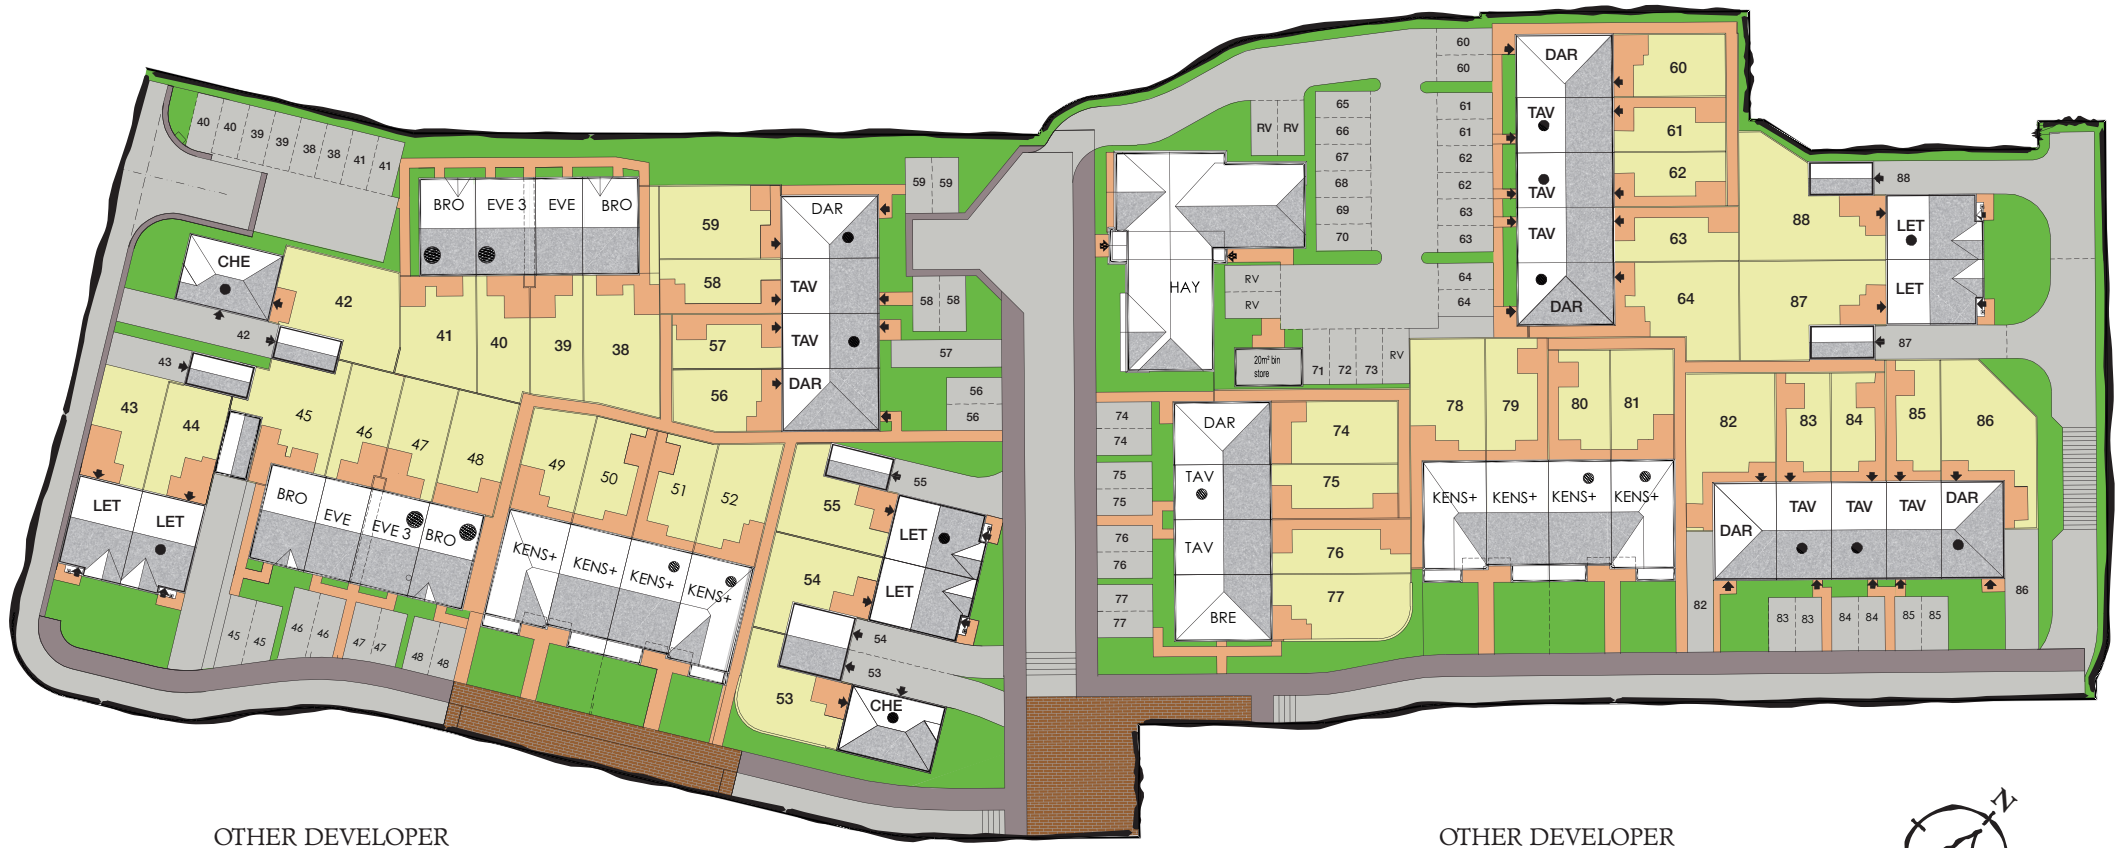 40 40 39 39 38 38 41 41
BRO EVE 3 EVE BRO
CHE
42
42
43
41 40 39 38
59
58
57
56
DAR
TAV
TAV
DAR
59 59
58 58
57
56
56
43 44 45 46 47 48
LET LET
BRO EVE EVE 3 BRO
45 45 46 46 47 47 48 48
49 50 51 52
KENS+ KENS+ KENS+ KENS+
55
54
53
55
LET
LET
54
53
CHE
RV RV
65
66
67
68
69
70
HAY
RV
RV
20m² bin
store
71 72 73 RV
60
60
61
61
62
62
63
63
64
64
DAR
TAV
TAV
TAV
DAR
60
61
62
63
64
88
87
88
LET
LET
87
74
74
75
75
76
76
77
77
DAR
TAV
TAV
BRE
74
75
76
77
78 79 80 81
KENS+ KENS+ KENS+ KENS+
82 83 84 85 86
DAR TAV TAV TAV DAR
82 83 83 84 84 85 85 86
OTHER DEVELOPER
OTHER DEVELOPER
N